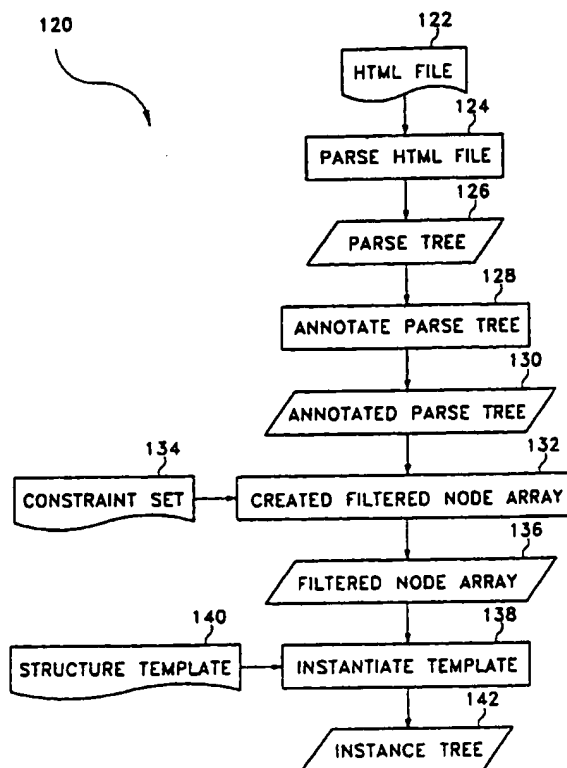 120
122
HTML FILE
124
PARSE HTML FILE
126
PARSE TREE
128
ANNOTATE PARSE TREE
130
ANNOTATED PARSE TREE
134
132
CONSTRAINT SET
CREATED FILTERED NODE ARRAY
136
FILTERED NODE ARRAY
140
138
STRUCTURE TEMPLATE
INSTANTIATE TEMPLATE
142
INSTANCE TREE